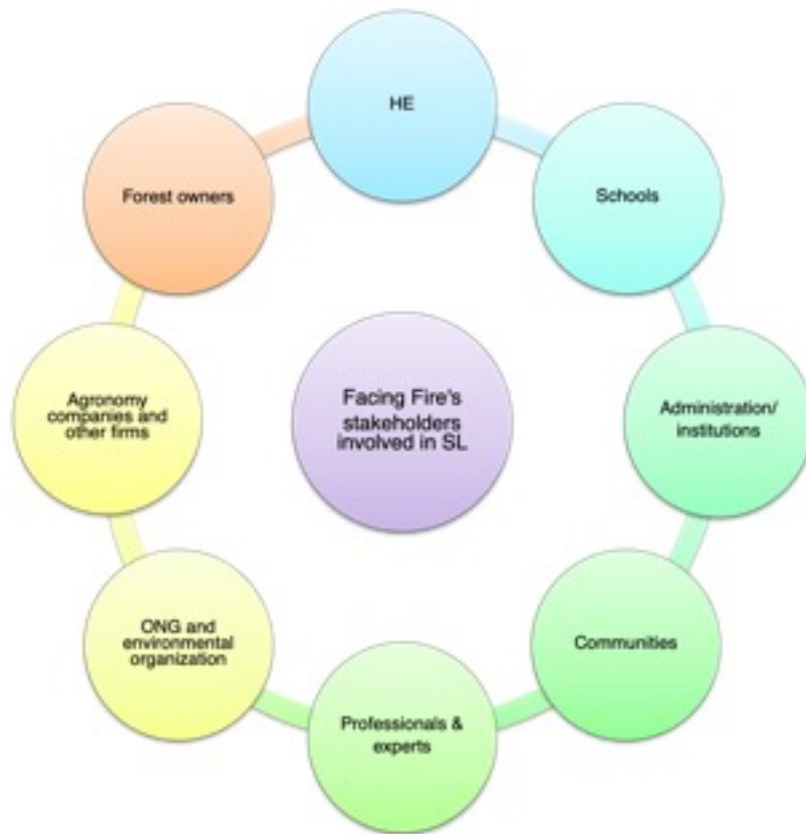 HE
Schools
Administration/
institutions
Communities
Professionals &
experts
ONG and
environmental
organization
Agronomy
companies and
other firms
Forest owners
Facing Fire's
stakeholders
involved in SL